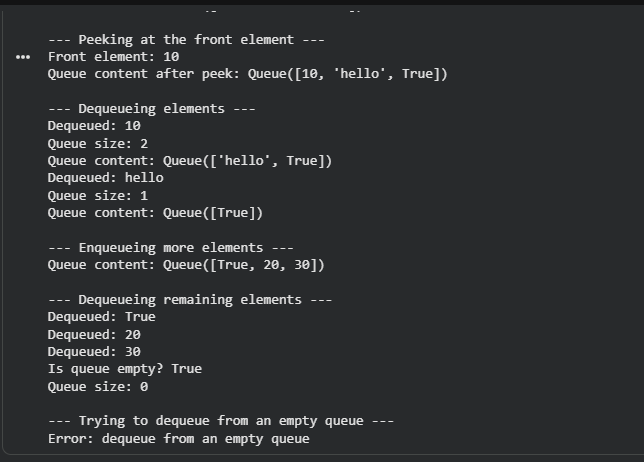 --- Peeking at the front element ---
Front element: 10
Queue content after peek: Queue([10, 'hello', True])
--- Dequeueing elements ---
Dequeued: 10
Queue size: 2
Queue content: Queue(['hello', True])
Dequeued: hello
Queue size: 1
Queue content: Queue([True])
--- Enqueueing more elements ---
Queue content: Queue([True, 20, 30])
--- Dequeueing remaining elements ---
Dequeued: True
Dequeued: 20
Dequeued: 30
Is queue empty? True
Queue size: 0
--- Trying to dequeue from an empty queue ---
Error: dequeue from an empty queue